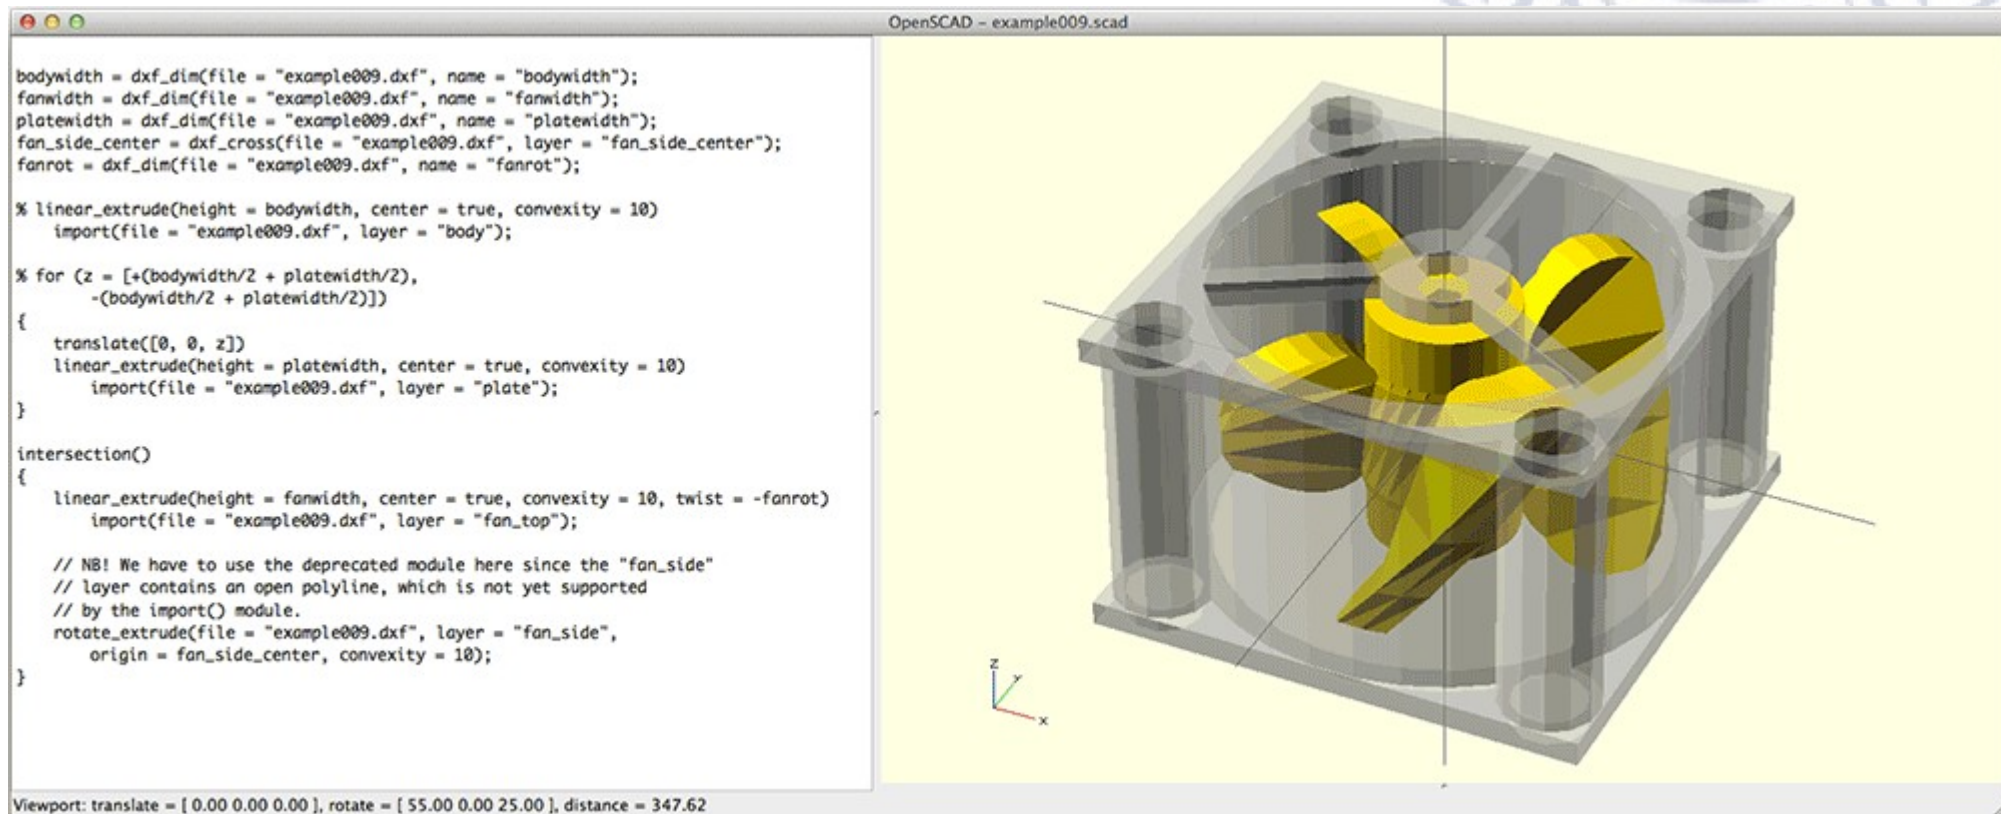 OpenSCAD – example009.scad
bodywidth = dxf_dim(file = "example009.dxf", name = "bodywidth");
fanwidth = dxf_dim(file = "example009.dxf", name = "fanwidth");
platewidth = dxf_dim(file = "example009.dxf", name = "platewidth");
fan_side_center = dxf_cross(file = "example009.dxf", layer = "fan_side_center");
fanrot = dxf_dim(file = "example009.dxf", name = "fanrot");
% linear_extrude(height = bodywidth, center = true, convexity = 10)
import(file = "example009.dxf", layer = "body");
% for (z = [+(bodywidth/2 + platewidth/2),
-(bodywidth/2 + platewidth/2)])
{
translate([0, 0, z])
linear_extrude(height = platewidth, center = true, convexity = 10)
import(file = "example009.dxf", layer = "plate");
}
intersection()
{
linear_extrude(height = fanwidth, center = true, convexity = 10, twist = -fanrot)
import(file = "example009.dxf", layer = "fan_top");
// NB! We have to use the deprecated module here since the "fan_side"
// layer contains an open polyline, which is not yet supported
// by the import() module.
rotate_extrude(file = "example009.dxf", layer = "fan_side",
origin = fan_side_center, convexity = 10);
}
z
y
x
Viewport: translate = [ 0.00 0.00 0.00 ], rotate = [ 55.00 0.00 25.00 ], distance = 347.62